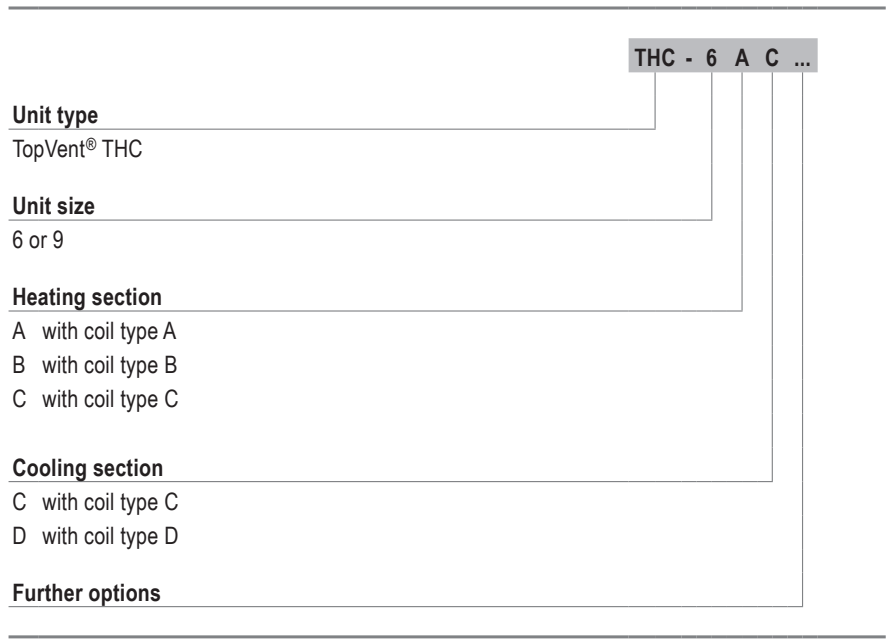 THC - 6 A C ...
Unit type
TopVent® THC
Unit size
6 or 9
Heating section
A with coil type A
B with coil type B
C with coil type C
Cooling section
C with coil type C
D with coil type D
Further options